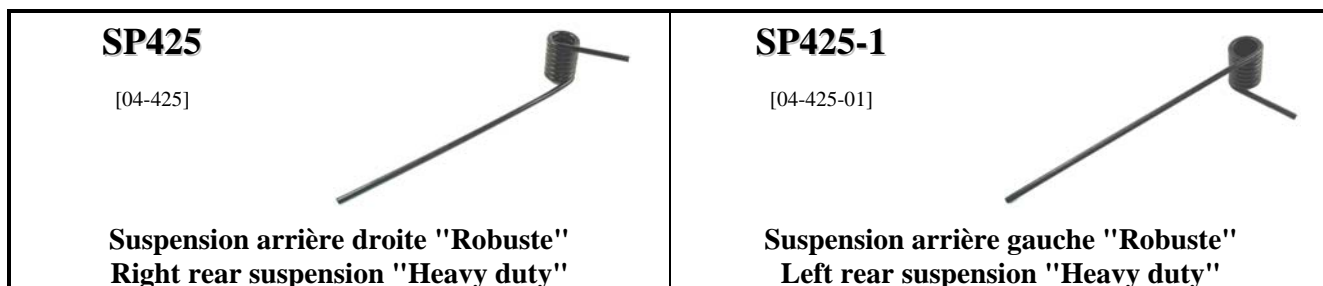 SP425
[04-425]
Suspension arrière droite "Robuste"
Right rear suspension "Heavy duty"
SP425-1
[04-425-01]
Suspension arrière gauche "Robuste"
Left rear suspension "Heavy duty"